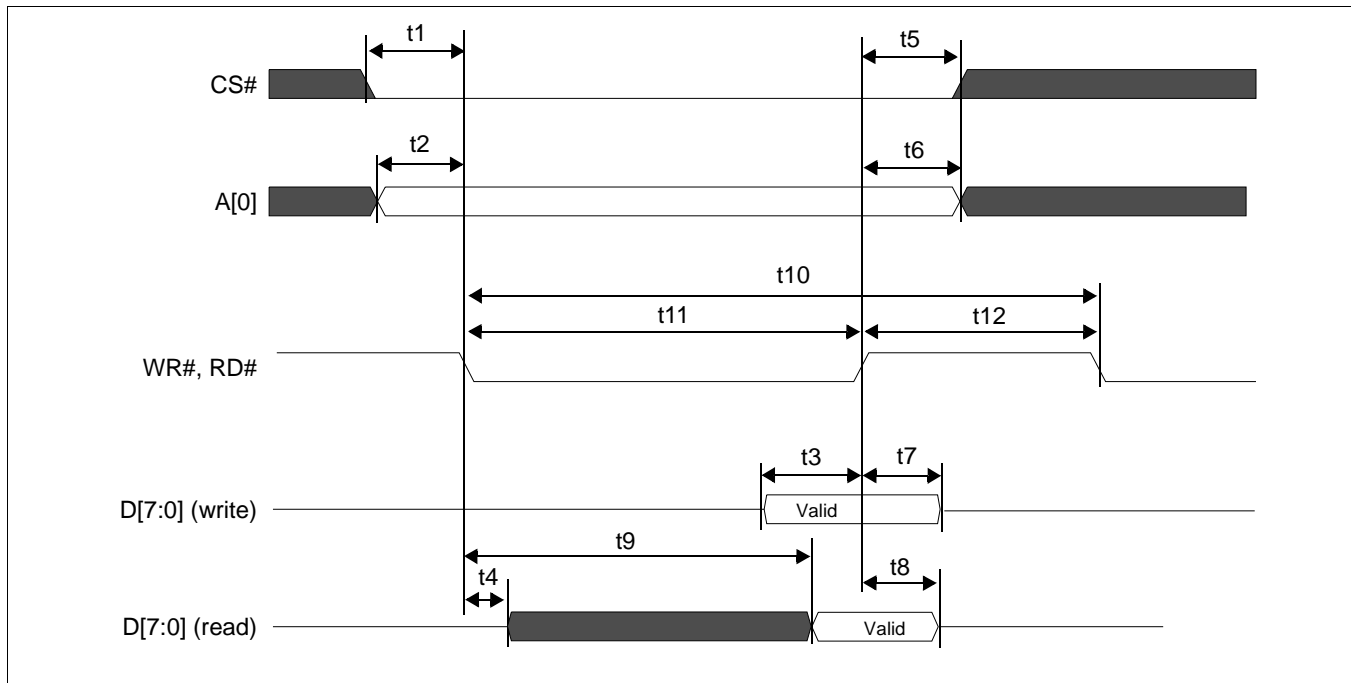 t1
t5
CS#
t2
t6
A[0]
t10
t11
t12
WR#, RD#
t3
t7
D[7:0] (write)
Valid
t9
t4
t8
D[7:0] (read)
Valid